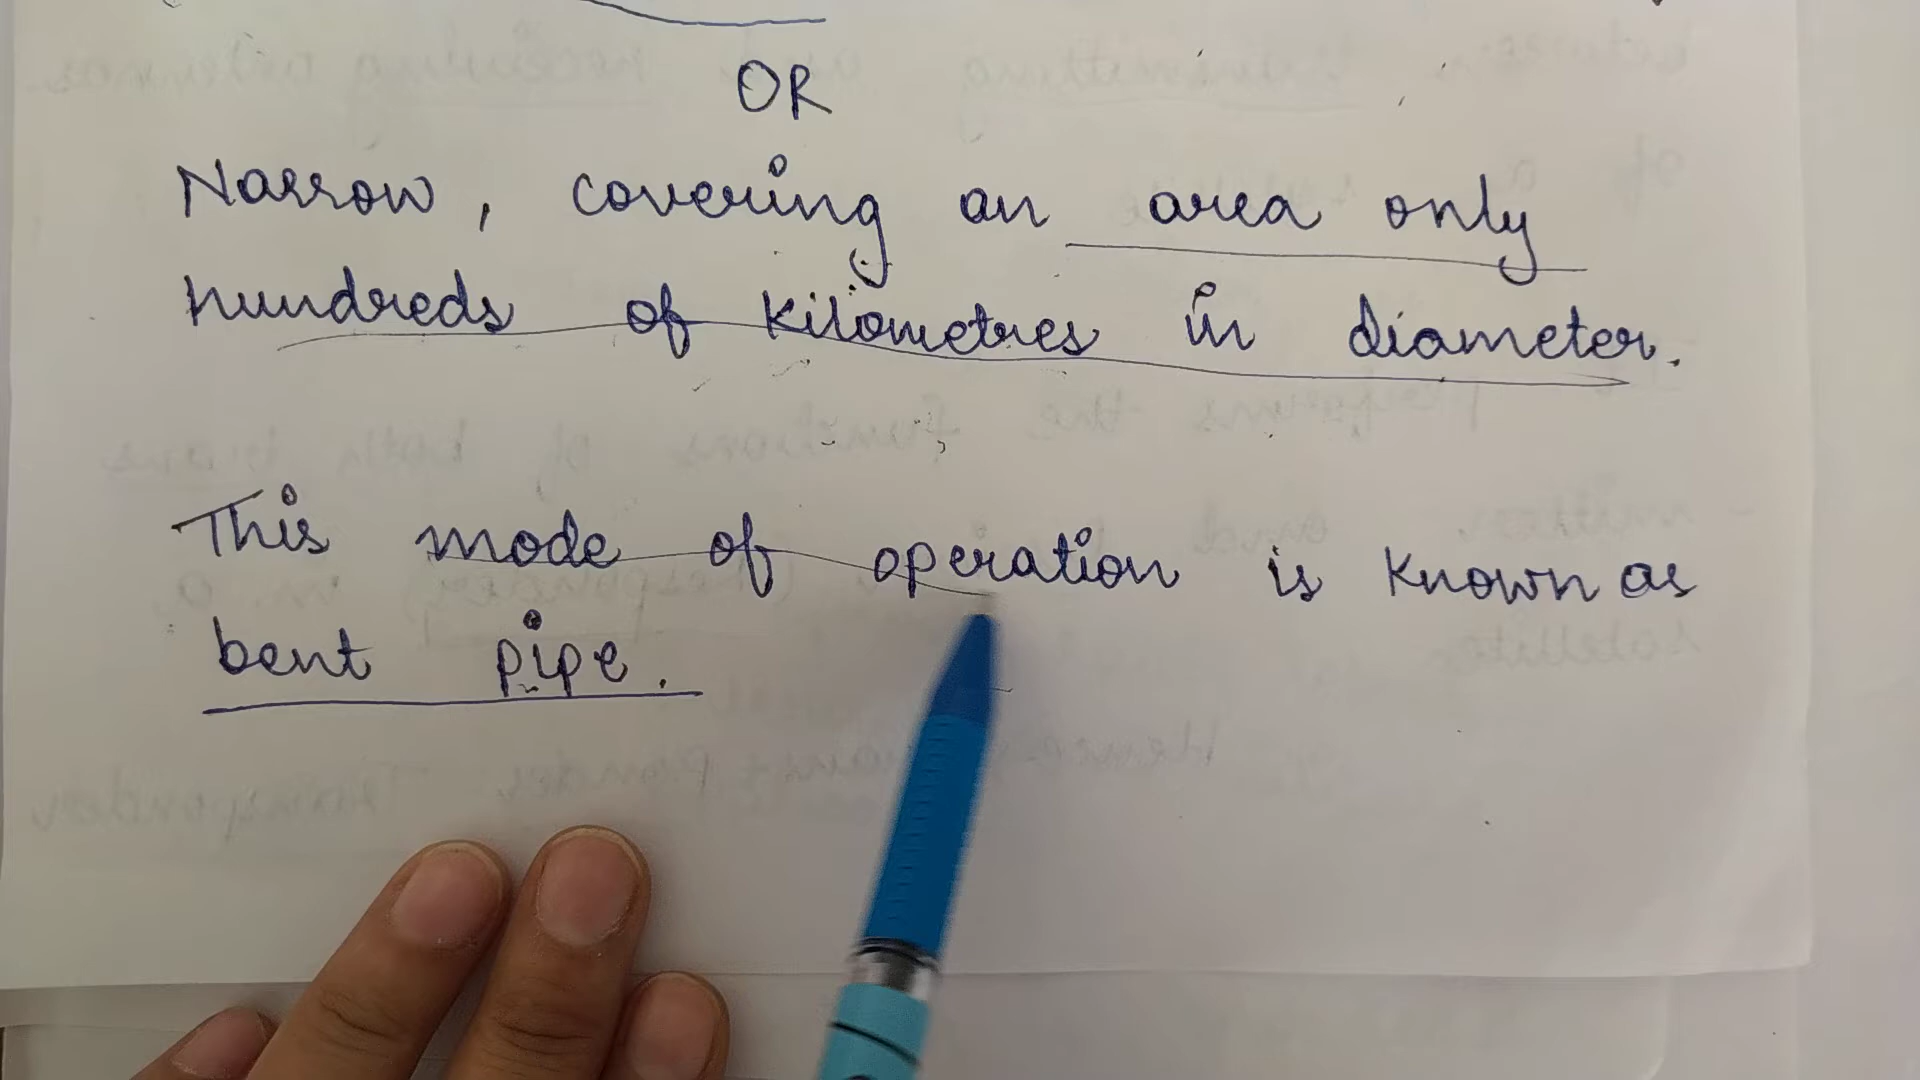 OR
Narrow, covering an area only
hundreds of kilometres in diameter.
This mode of operation is known as
bent pipe.